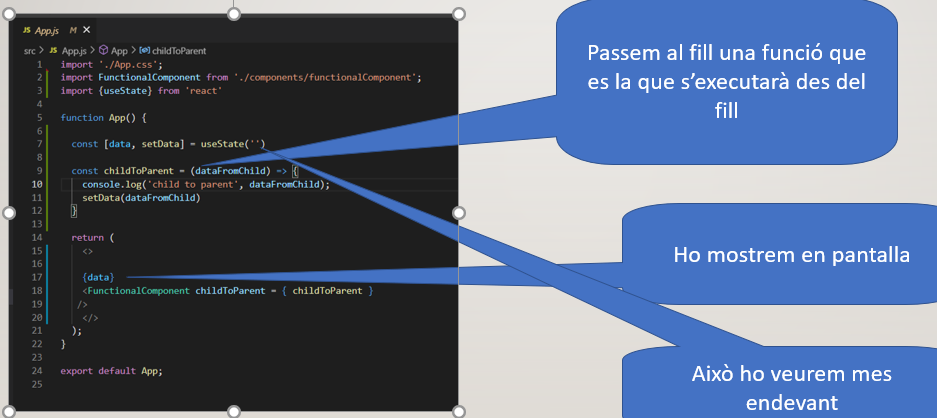 JS App.js M ×
src > JS App.js > App > childToParent
1 import './App.css';
2 import FunctionalComponent from './components/functionalComponent';
3 import {useState} from 'react'
4
5 function App() {
6
7 const [data, setData] = useState('')
8
9 const childToParent = (dataFromChild) => {
10 console.log('child to parent', dataFromChild);
11 setData(dataFromChild)
12 }
13
14 return (
15 <>
16
17 {data}
18 <FunctionalComponent childToParent = { childToParent }
19 />
20 </>
21 );
22 }
23
24 export default App;
25
Passem al fill una funció que
es la que s'executarà des del
fill
Ho mostrem en pantalla
Això ho veurem mes
endevant